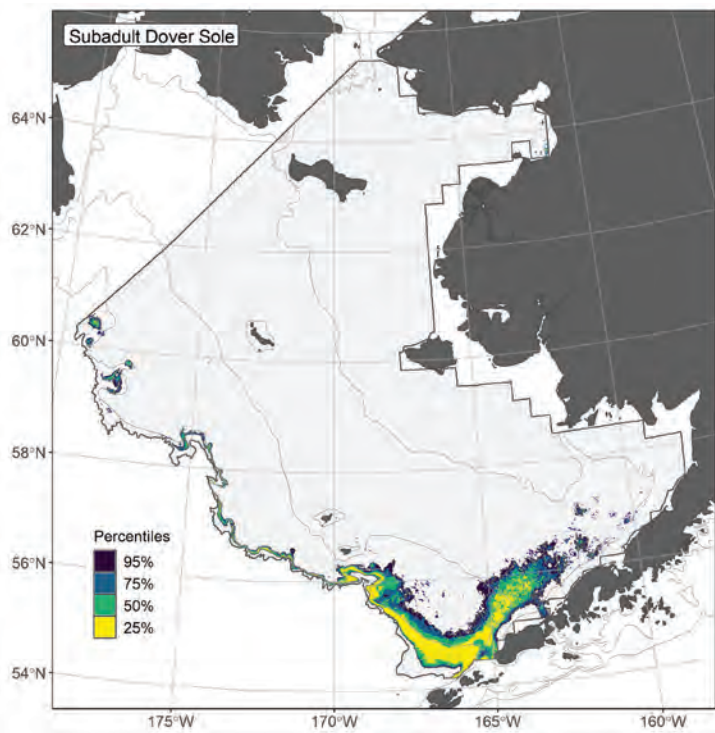 Subadult Dover Sole
64°N
62°N
60°N
58°N
56°N
54°N
Percentiles
95%
75%
50%
25%
175°W
170°W
165°W
160°W